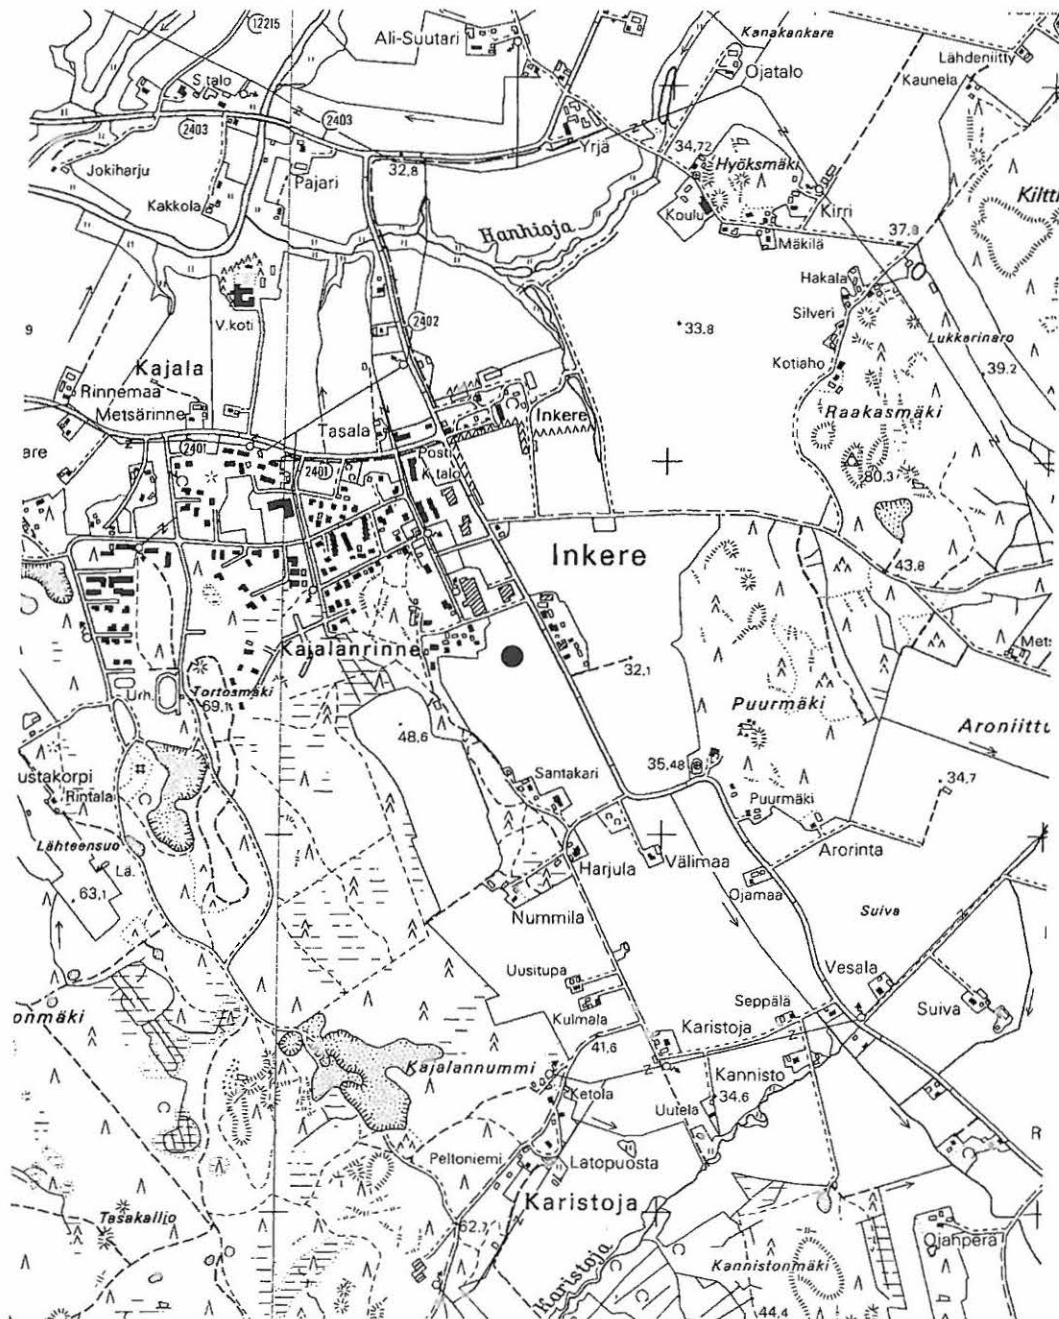 12215
Ali-Suutari
Kanakankare
Ojatalo
Lähdeniitty
Kaunela
S.talo
2403
2403
Yrjä
34,72
Hyöksmäki
Jokiharju
Pajari
32,8
Kakkola
Koulu
Kirri
Mäkilä
37,8
Hanhioja
Hakala
V.koti
2402
33.8
Silveri
Lukkarinaro
9
Kajala
Rinnemaa
Metsärinne
Kotiaho
39.2
Inkere
Raakasmäki
Tasala
Posti
K.talo
are
2401
2401
80.3
Inkere
43,8
Kajalanrinne
32,1
Mets
Urh.
Tortosmäki
69,1
Puurmäki
Aroniittu
48,6
35,48
Santakari
34,7
ustakorpi
Rintala
Puurmäki
Lähteensuo
Lä.
Harjula
Välimaa
Arorinta
63,1
Ojamaa
Nummila
Suiva
Uusitupa
Vesala
Kulmala
Seppälä
Suiva
onmäki
Karistoja
41,6
Kajalannummi
Kannisto
Ketola
34,6
Uutela
R
Peltoniemi
Latopuosta
Karistoja
Tasakallio
62,7
Ojanperä
Kannistonmäki
Karistoja
44,4